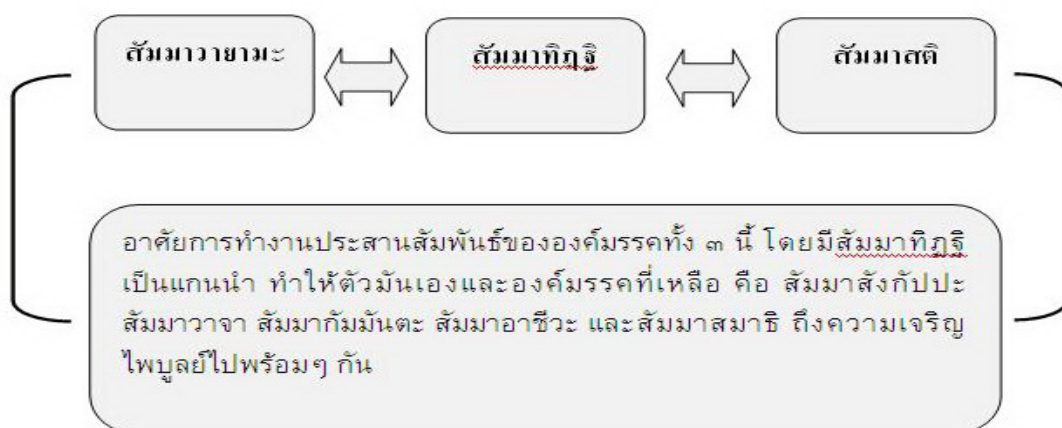 สัมมาวายามะ
สัมมาทิฏฐิ
สัมมาสติ
อาศัยการทำงานประสานสัมพันธ์ขององค์มรรคทั้ง ๓ นี้ โดยมีสัมมาทิฏฐิ
เป็นแกนนำ ทำให้ตัวมันเองและองค์มรรคที่เหลือ คือ สัมมาสังกัปปะ
สัมมาวาจา สัมมากัมมันตะ สัมมาอาชีวะ และสัมมาสมาธิ ถึงความเจริญ
ไพบูลย์ไปพร้อมๆ กัน